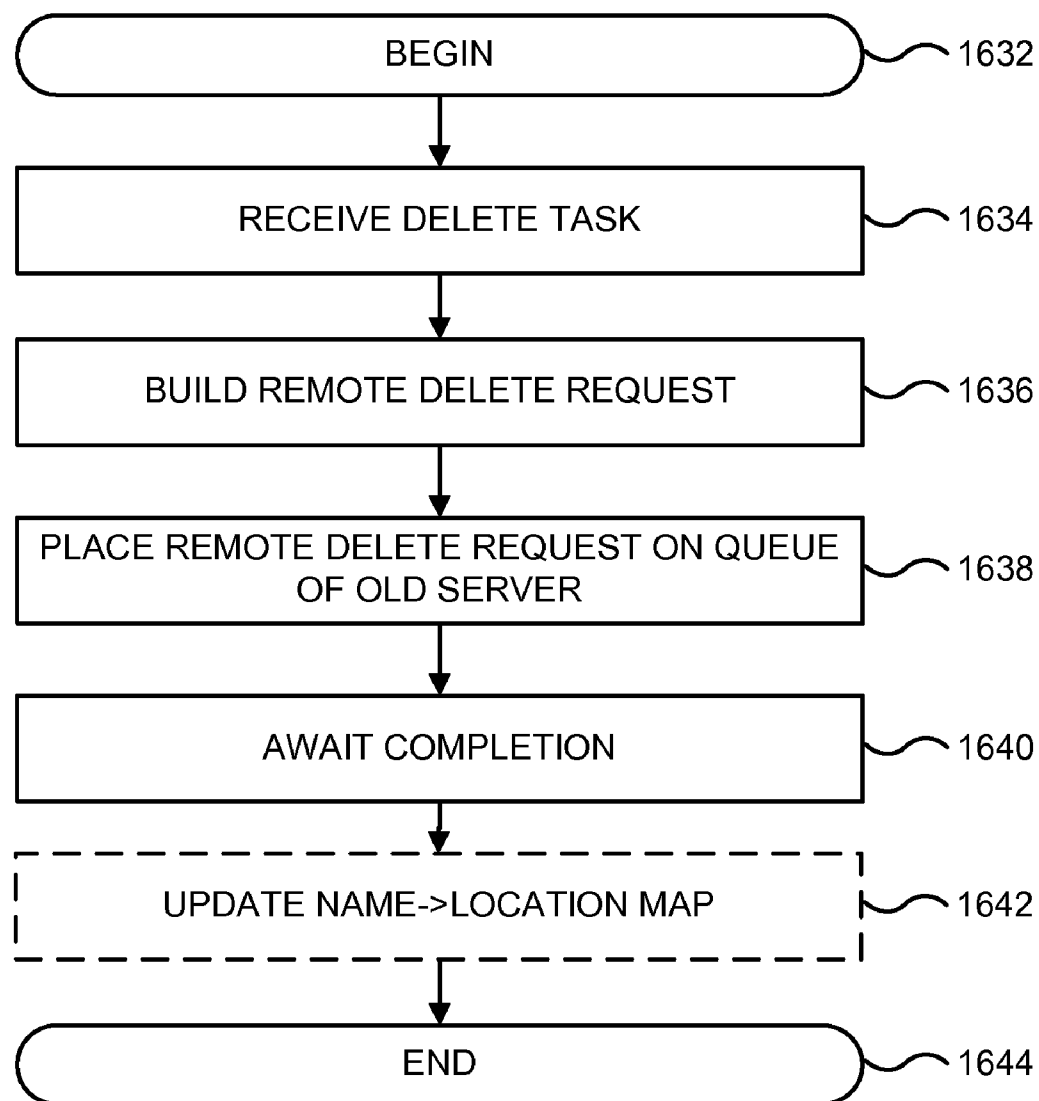 BEGIN
1632
RECEIVE DELETE TASK
1634
BUILD REMOTE DELETE REQUEST
1636
PLACE REMOTE DELETE REQUEST ON QUEUE
OF OLD SERVER
1638
AWAIT COMPLETION
1640
UPDATE NAME->LOCATION MAP
1642
END
1644